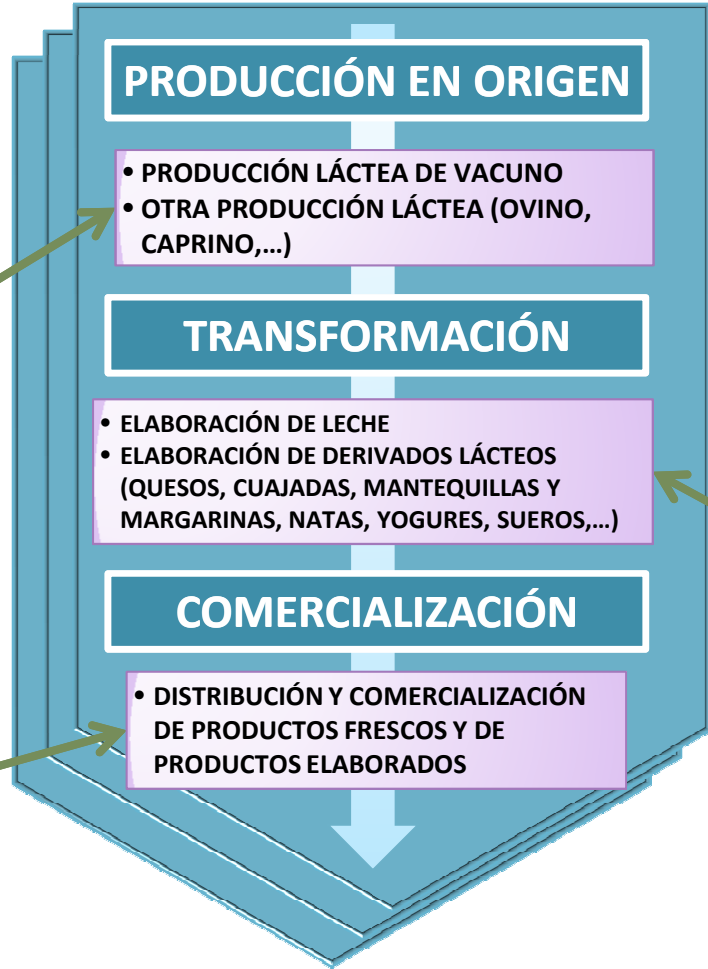 PRODUCCIÓN EN ORIGEN
• PRODUCCIÓN LÁCTEA DE VACUNO
• OTRA PRODUCCIÓN LÁCTEA (OVINO,
CAPRINO,...)
TRANSFORMACIÓN
• ELABORACIÓN DE LECHE
• ELABORACIÓN DE DERIVADOS LÁCTEOS
(QUESOS, CUAJADAS, MANTEQUILLAS Y
MARGARINAS, NATAS, YOGURES, SUEROS,...)
COMERCIALIZACIÓN
• DISTRIBUCIÓN Y COMERCIALIZACIÓN
DE PRODUCTOS FRESCOS Y DE
PRODUCTOS ELABORADOS